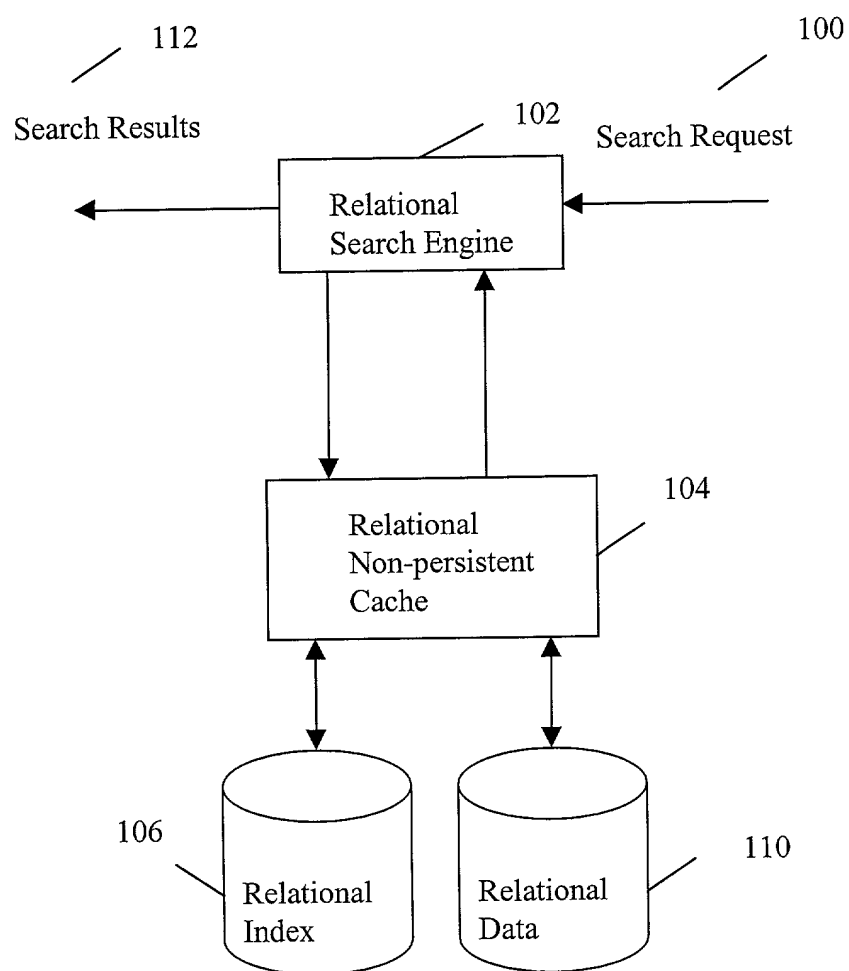 112
100
Search Results
102
Search Request
Relational
Search Engine
104
Relational
Non-persistent
Cache
106
110
Relational
Index
Relational
Data